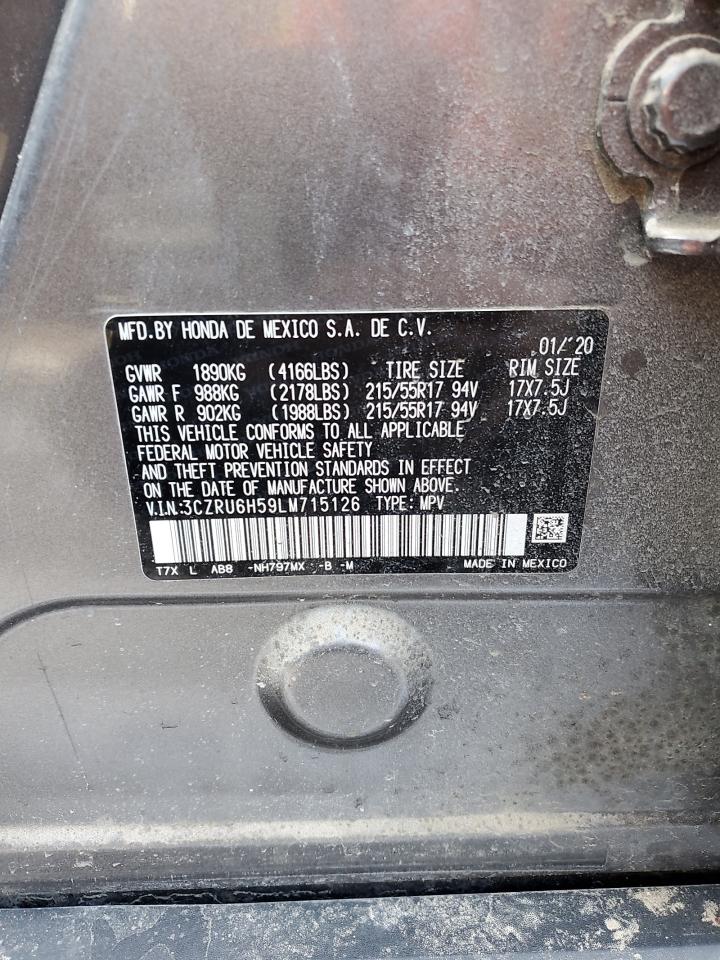 MFD.BY HONDA DE MEXICO S.A. DE C.V.
01/'20
GVWR 1890KG (4166LBS) TIRE SIZE RIM SIZE
GAWR F 988KG (2178LBS) 215/55R17 94V 17X7.5J
GAWR R 902KG (1988LBS) 215/55R17 94V 17X7.5J
THIS VEHICLE CONFORMS TO ALL APPLICABLE
FEDERAL MOTOR VEHICLE SAFETY
AND THEFT PREVENTION STANDARDS IN EFFECT
ON THE DATE OF MANUFACTURE SHOWN ABOVE.
V.I.N:3CZRU6H59LM715126 TYPE: MPV
T7X L AB8 -NH797MX -B -M MADE IN MEXICO